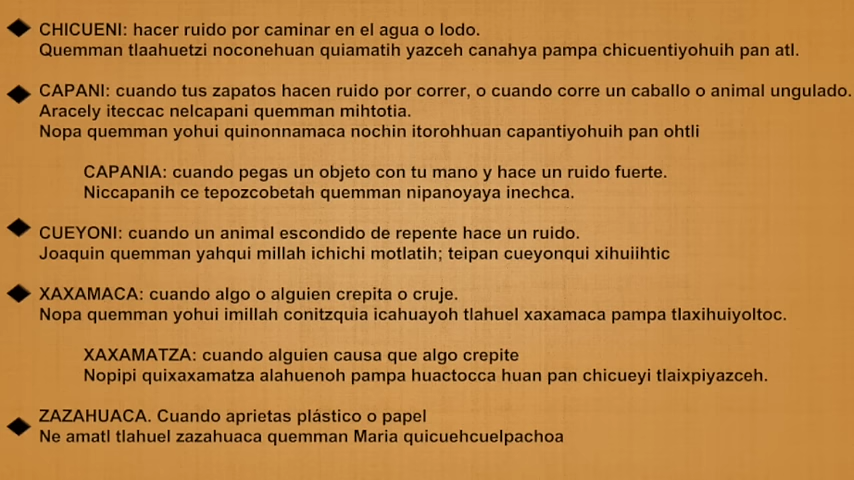 CHICUENI: hacer ruido por caminar en el agua o lodo.
Quemman tlaahuetzi noconehuan quiamatih yazceh canahya pampa chicuentiyohuih pan atl.
CAPANI: cuando tus zapatos hacen ruido por correr, o cuando corre un caballo o animal ungulado.
Aracely iteccac nelcapani quemman mihtotia.
Nopa quemman yohui quinonnamaca nochin itorohhuan capantiyohuih pan ohtli
CAPANIA: cuando pegas un objeto con tu mano y hace un ruido fuerte.
Niccapanih ce tepozcobetah quemman nipanoyaya inechca.
CUEYONI: cuando un animal escondido de repente hace un ruido.
Joaquin quemman yahqui millah ichichi motlatih; teipan cueyonqui xihuiihtic
XAXAMACA: cuando algo o alguien crepita o cruje.
Nopa quemman yohui imillah conitzquia icahuayoh tlahuel xaxamaca pampa tlaxihuiyoltoc.
XAXAMATZA: cuando alguien causa que algo crepite
Nopipi quixaxamatza alahuenoh pampa huactocca huan pan chicueyi tlaixpiyazceh.
ZAZAHUACA. Cuando aprietas plástico o papel
Ne amatl tlahuel zazahuaca quemman Maria quicuehcuelpachoa